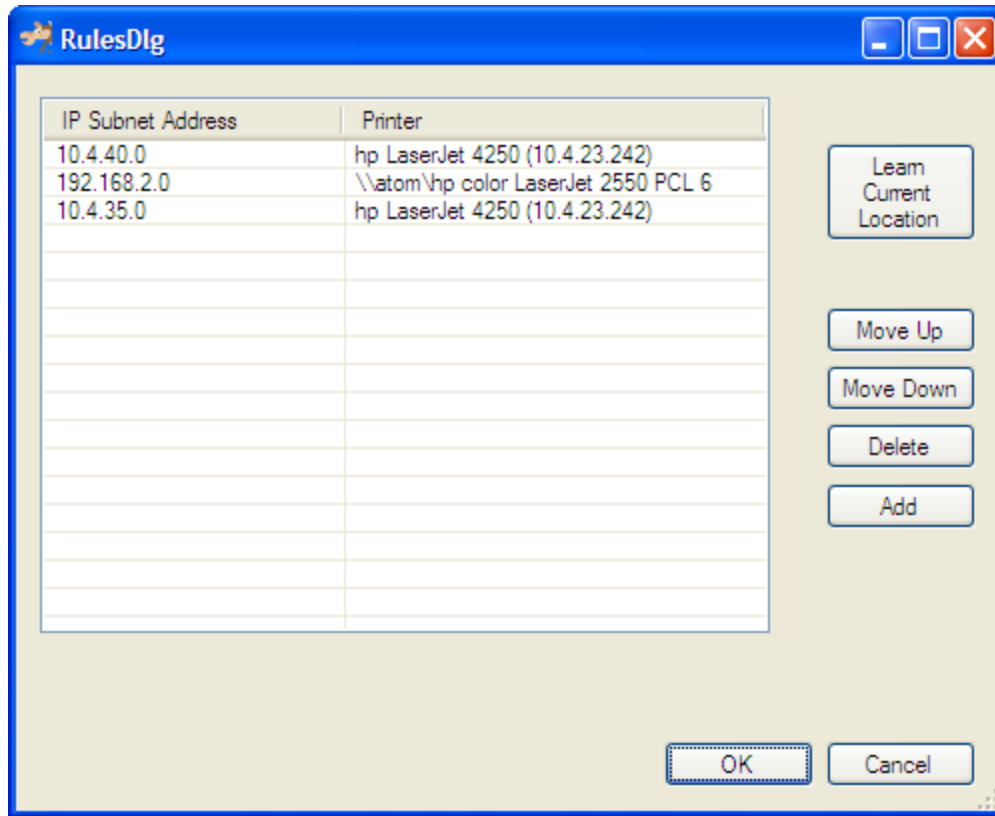 RulesDlg
IP Subnet Address Printer
10.4.40.0 hp LaserJet 4250 (10.4.23.242)
192.168.2.0 \\atom\hp color LaserJet 2550 PCL 6
10.4.35.0 hp LaserJet 4250 (10.4.23.242)
Learn
Current
Location
Move Up
Move Down
Delete
Add
OK Cancel